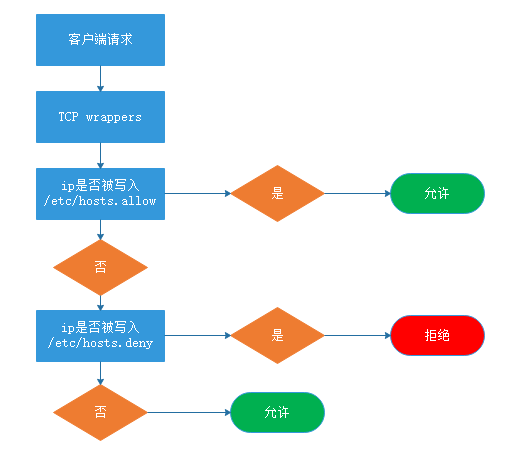 客户端请求
TCP wrappers
ip是否被写入
/etc/hosts.allow
是
允许
否
ip是否被写入
/etc/hosts.deny
是
拒绝
否
允许